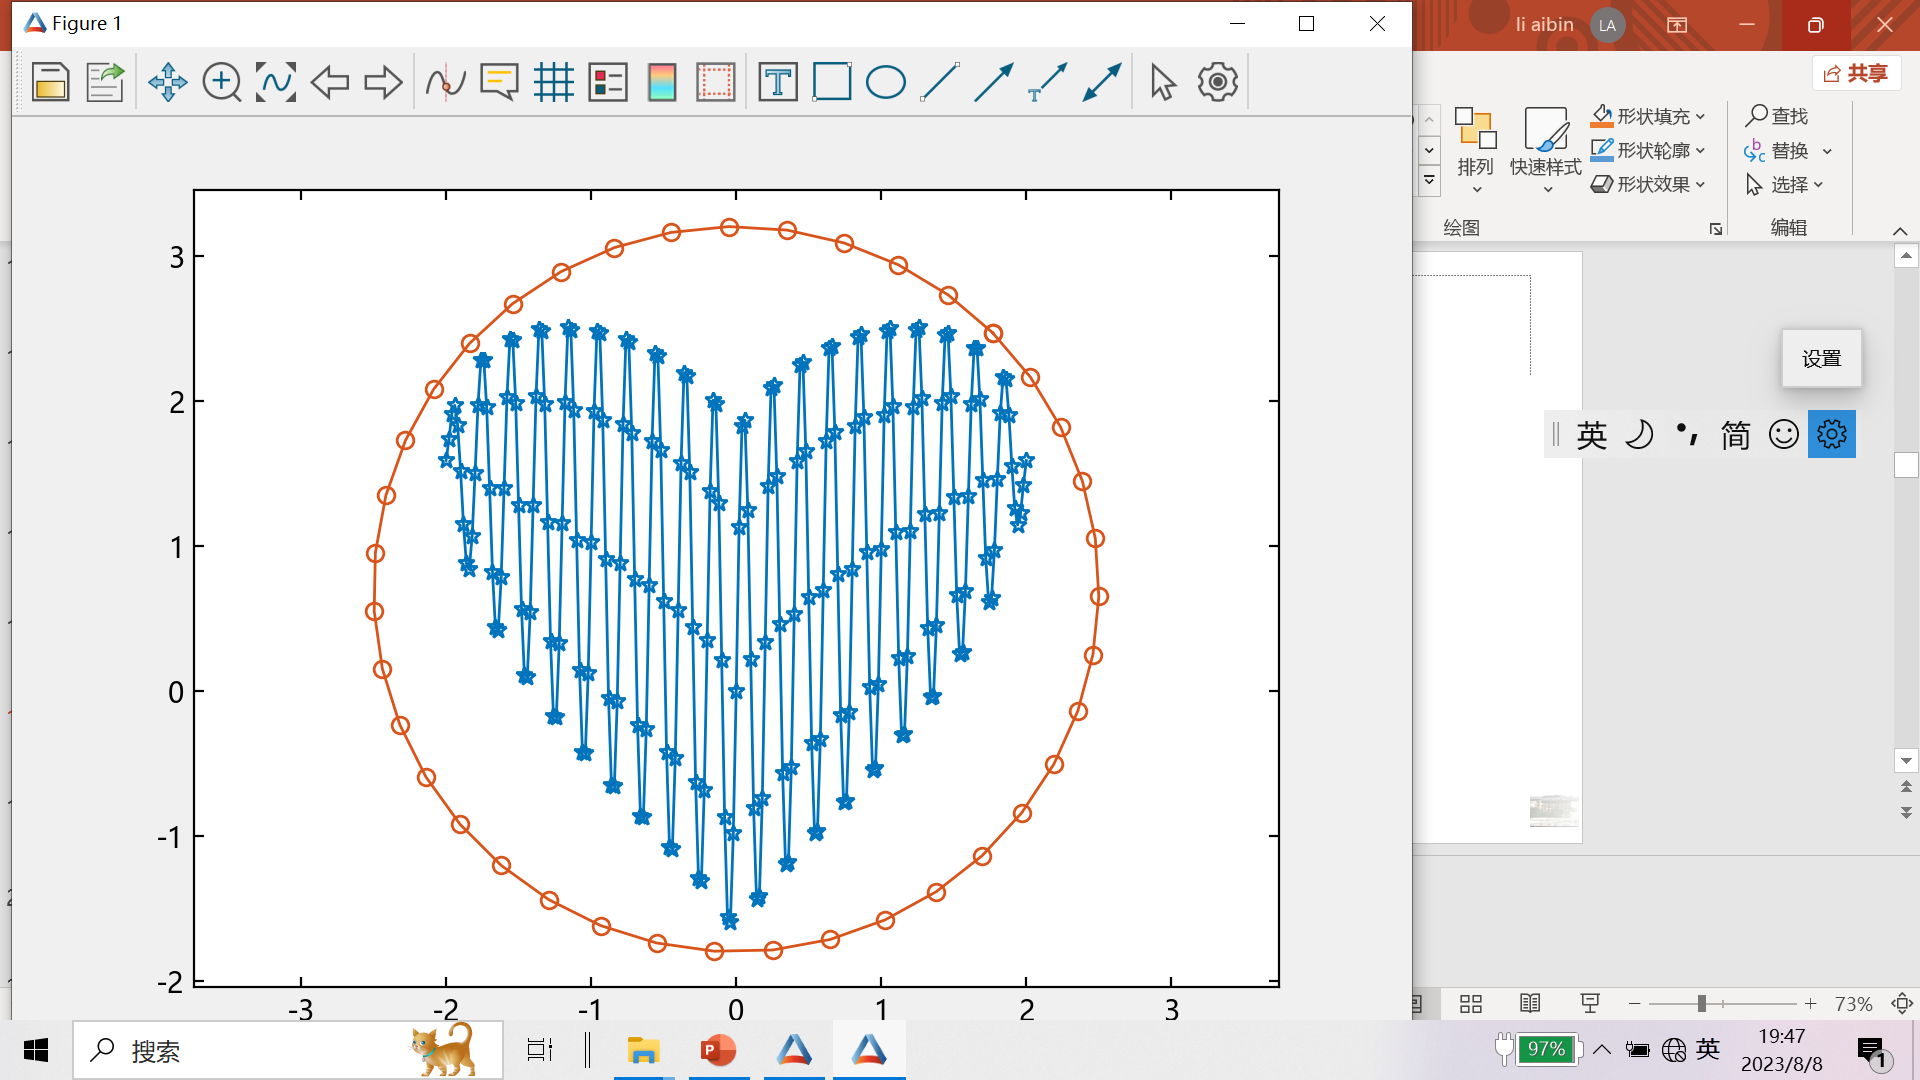 Figure 1
li aibin
LA
共享
排列
快速样式
形状填充
形状轮廓
形状效果
绘图
查找
替换
选择
编辑
设置
英
简
3
2
1
0
-1
-2
-3
-2
-1
0
1
2
3
73%
搜索
97%
英
19:47
2023/8/8
1